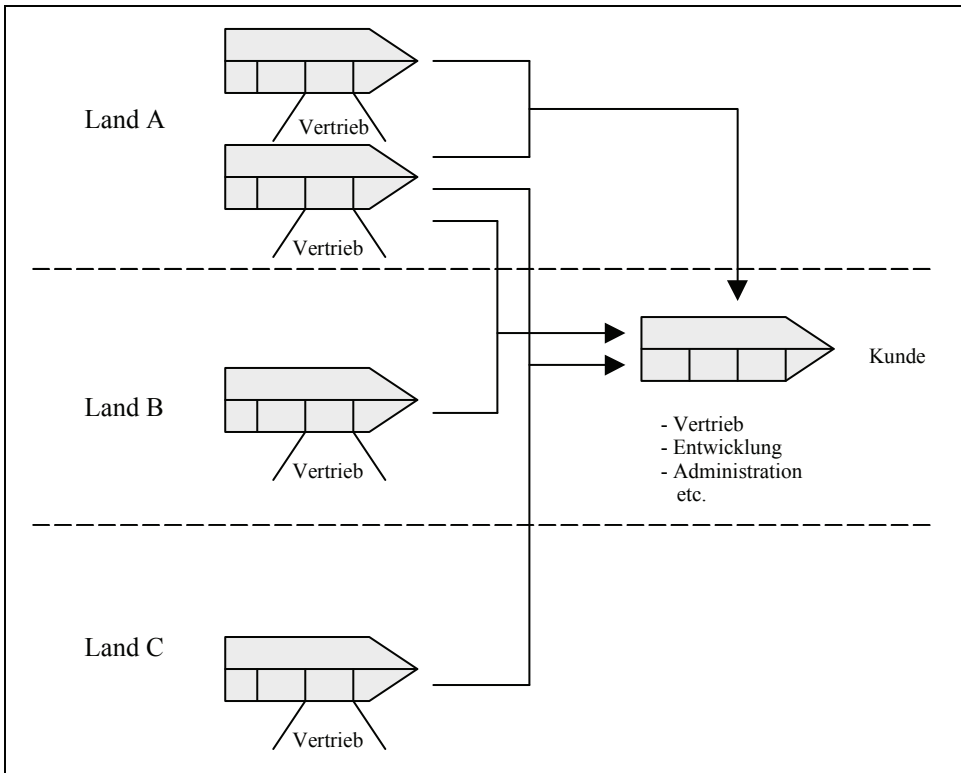 Land A
Vertrieb
Vertrieb
Land B
Vertrieb
Kunde
- Vertrieb
- Entwicklung
- Administration
etc.
Land C
Vertrieb